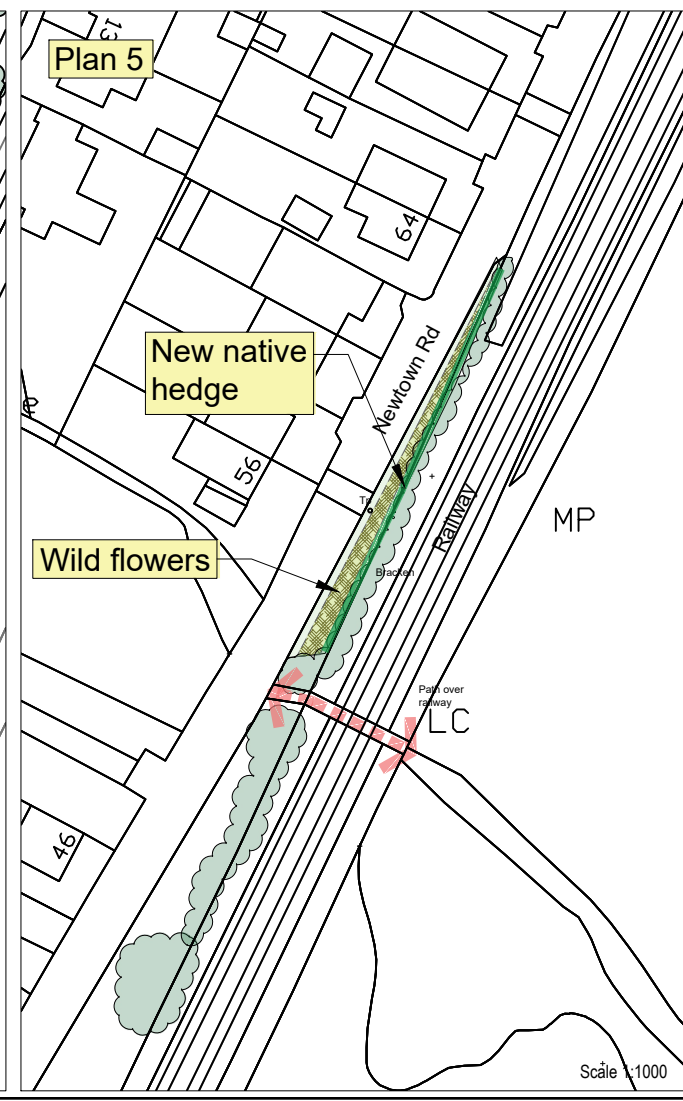 13
Plan 5
64
New native
hedge
Newtown Rd
56
Tp
Railway
MP
Wild flowers
Bracken
Path over
railway
LC
46
Scale 1:1000